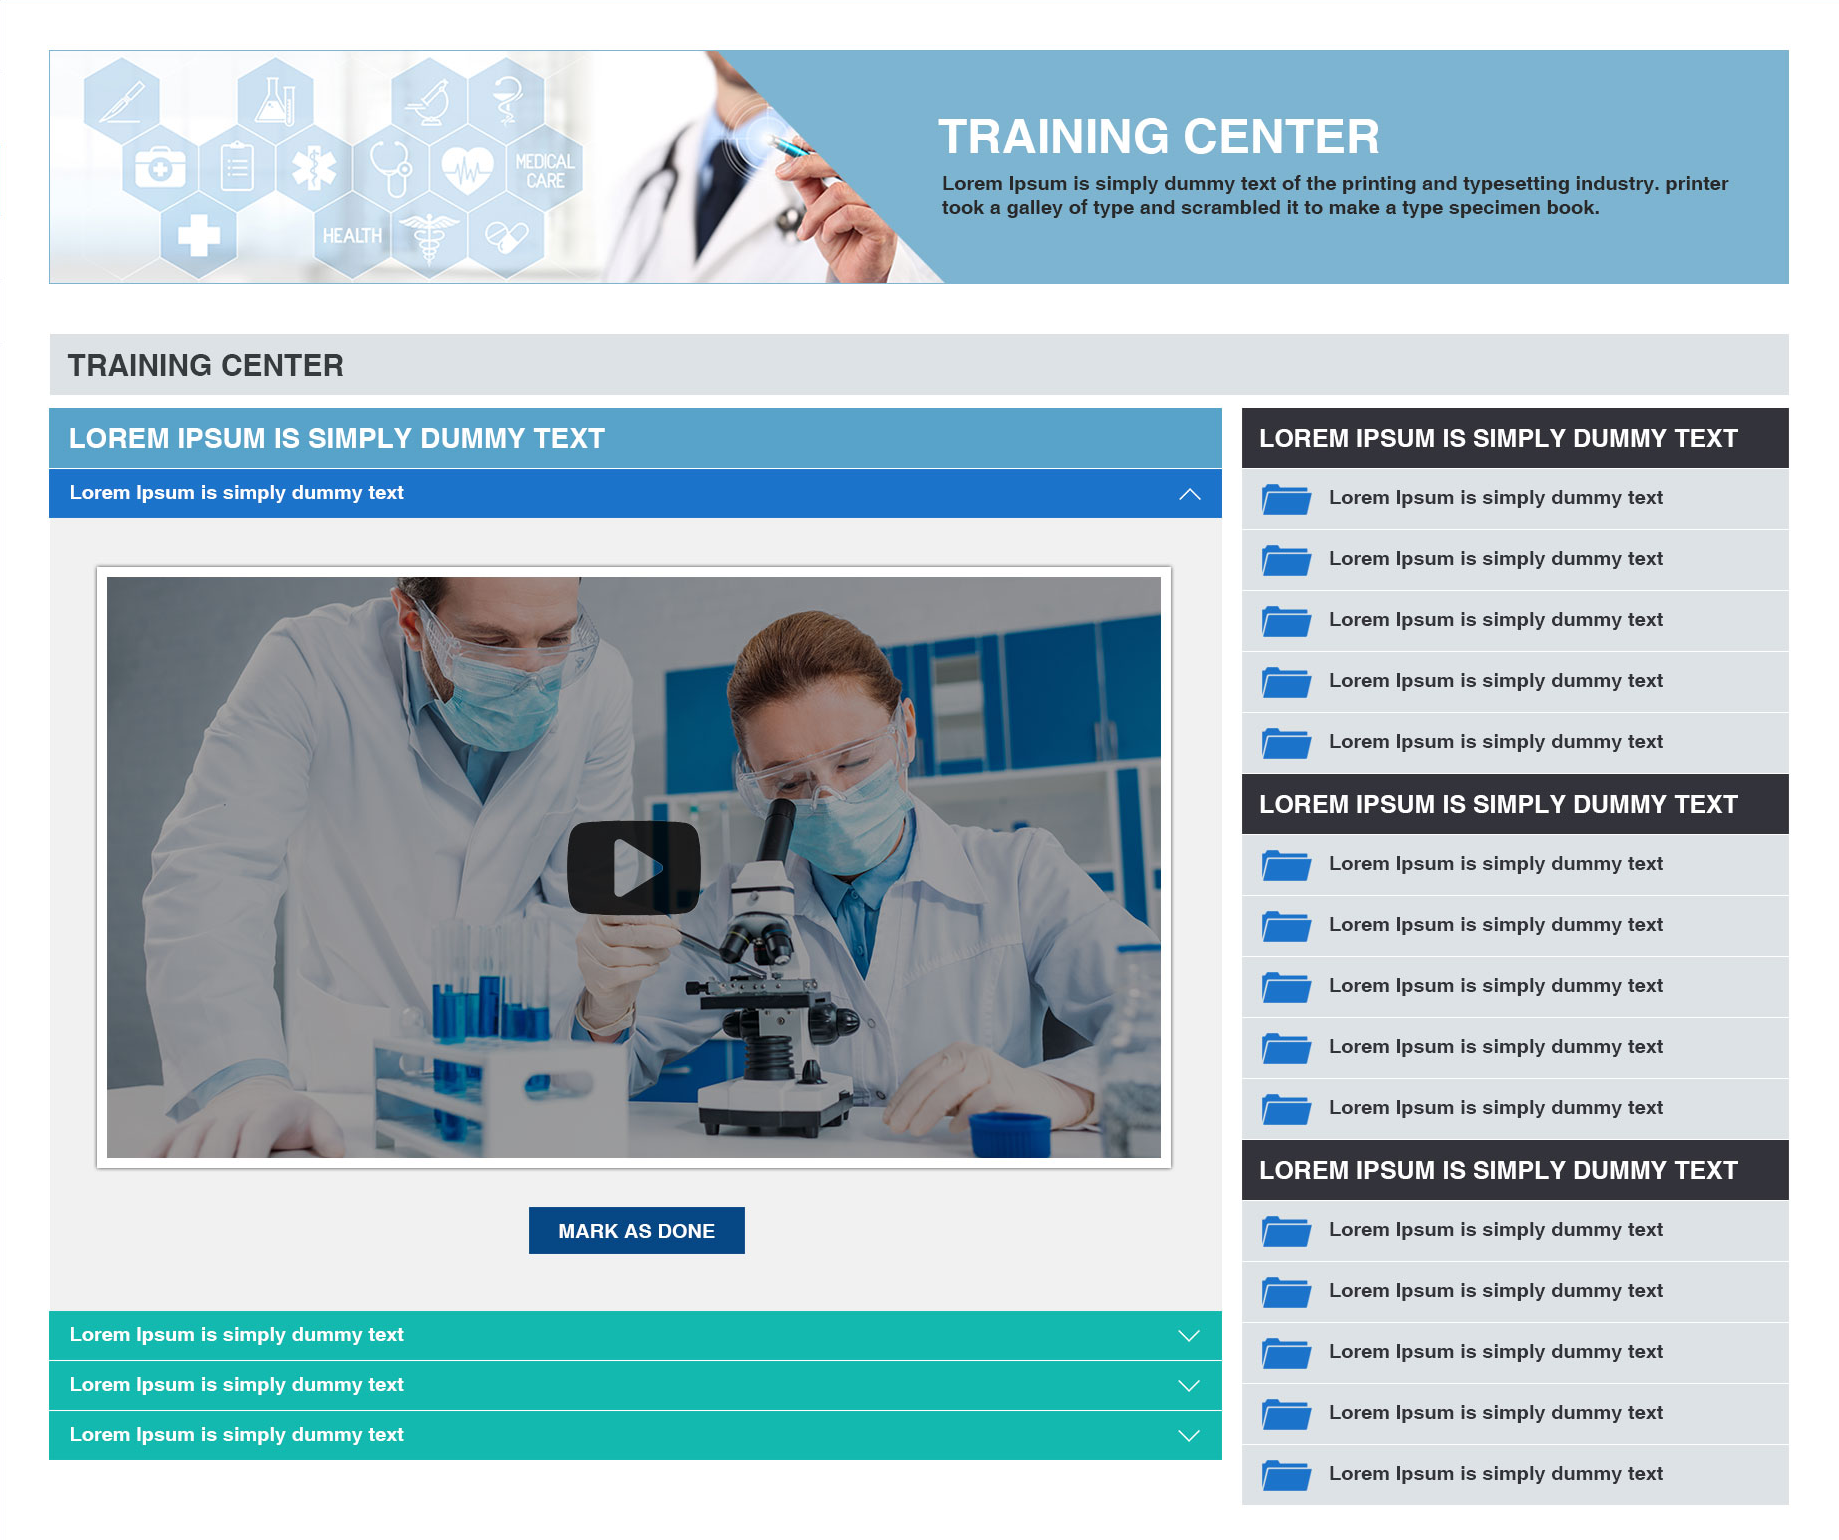 MEDICAL
CARE
HEALTH
TRAINING CENTER
Lorem Ipsum is simply dummy text of the printing and typesetting industry. printer
took a galley of type and scrambled it to make a type specimen book.
TRAINING CENTER
LOREM IPSUM IS SIMPLY DUMMY TEXT
Lorem Ipsum is simply dummy text
MARK AS DONE
Lorem Ipsum is simply dummy text
Lorem Ipsum is simply dummy text
Lorem Ipsum is simply dummy text
LOREM IPSUM IS SIMPLY DUMMY TEXT
Lorem Ipsum is simply dummy text
Lorem Ipsum is simply dummy text
Lorem Ipsum is simply dummy text
Lorem Ipsum is simply dummy text
Lorem Ipsum is simply dummy text
LOREM IPSUM IS SIMPLY DUMMY TEXT
Lorem Ipsum is simply dummy text
Lorem Ipsum is simply dummy text
Lorem Ipsum is simply dummy text
Lorem Ipsum is simply dummy text
Lorem Ipsum is simply dummy text
LOREM IPSUM IS SIMPLY DUMMY TEXT
Lorem Ipsum is simply dummy text
Lorem Ipsum is simply dummy text
Lorem Ipsum is simply dummy text
Lorem Ipsum is simply dummy text
Lorem Ipsum is simply dummy text